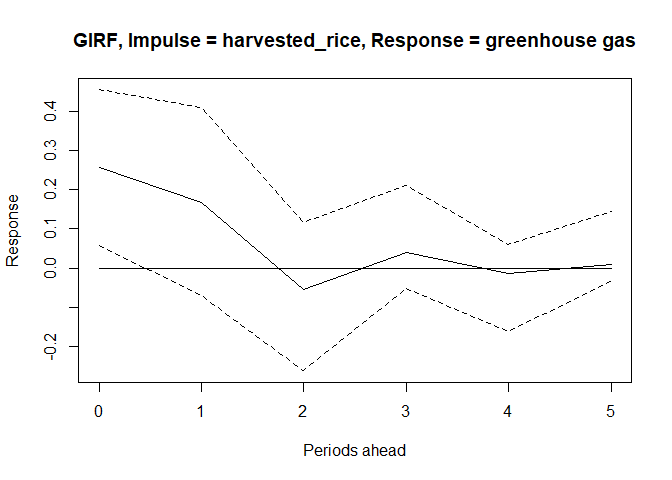 GIRF, Impulse = harvested_rice, Response = greenhouse gas
0.4
0.3
0.2
0.1
0.0
-0.2
Response
0 1 2 3 4 5
Periods ahead